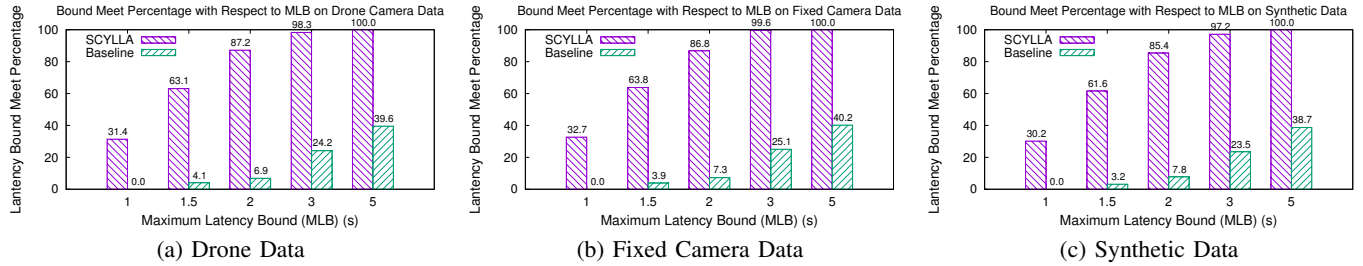 Bound Meet Percentage with Respect to MLB on Drone Camera Data
Lantency Bound Meet Percentage
100
80
60
40
20
0
SCYLLA
Baseline
31.4
0.0
63.1
4.1
87.2
6.9
98.3
24.2
100.0
39.6
1 1.5 2 3 5
Maximum Latency Bound (MLB) (s)
(a) Drone Data
Bound Meet Percentage with Respect to MLB on Fixed Camera Data
Lantency Bound Meet Percentage
100
80
60
40
20
0
SCYLLA
Baseline
32.7
0.0
63.8
3.9
86.8
7.3
99.6
25.1
100.0
40.2
1 1.5 2 3 5
Maximum Latency Bound (MLB) (s)
(b) Fixed Camera Data
Bound Meet Percentage with Respect to MLB on Synthetic Data
Lantency Bound Meet Percentage
100
80
60
40
20
0
SCYLLA
Baseline
30.2
0.0
61.6
3.2
85.4
7.8
97.2
23.5
100.0
38.7
1 1.5 2 3 5
Maximum Latency Bound (MLB) (s)
(c) Synthetic Data